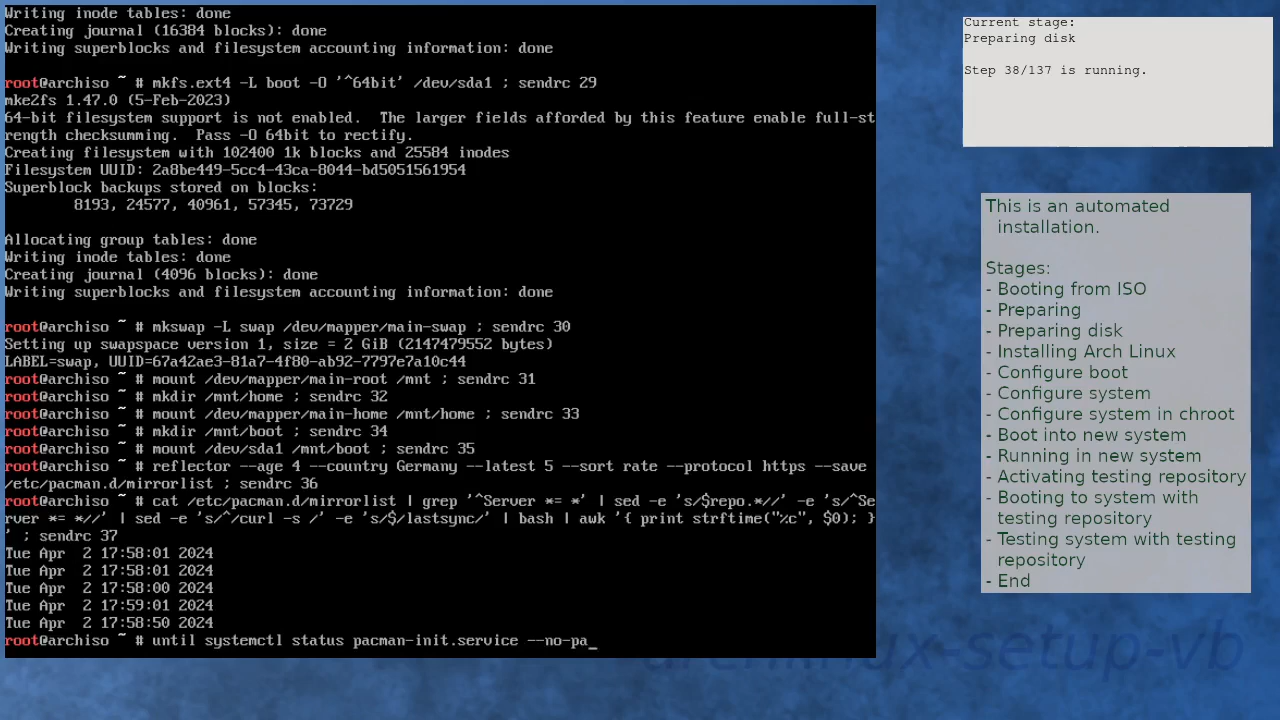 Writing inode tables: done
Creating journal (16384 blocks): done
Writing superblocks and filesystem accounting information: done
root@archiso ~ # mkfs.ext4 -L boot -O '^64bit' /dev/sda1 ; sendrc 29
mke2fs 1.47.0 (5-Feb-2023)
64-bit filesystem support is not enabled.  The larger fields afforded by this feature enable full-st
rength checksumming.  Pass -O 64bit to rectify.
Creating filesystem with 102400 1k blocks and 25584 inodes
Filesystem UUID: 2a8be449-5cc4-43ca-8044-bd5051561954
Superblock backups stored on blocks:
        8193, 24577, 40961, 57345, 73729
Allocating group tables: done
Writing inode tables: done
Creating journal (4096 blocks): done
Writing superblocks and filesystem accounting information: done
root@archiso ~ # mkswap -L swap /dev/mapper/main-swap ; sendrc 30
Setting up swapspace version 1, size = 2 GiB (2147479552 bytes)
LABEL=swap, UUID=67a42ae3-81a7-4f80-ab92-7797e7a10c44
root@archiso ~ # mount /dev/mapper/main-root /mnt ; sendrc 31
root@archiso ~ # mkdir /mnt/home ; sendrc 32
root@archiso ~ # mount /dev/mapper/main-home /mnt/home ; sendrc 33
root@archiso ~ # mkdir /mnt/boot ; sendrc 34
root@archiso ~ # mount /dev/sda1 /mnt/boot ; sendrc 35
root@archiso ~ # reflector --age 4 --country Germany --latest 5 --sort rate --protocol https --save
/etc/pacman.d/mirrorlist ; sendrc 36
root@archiso ~ # cat /etc/pacman.d/mirrorlist | grep '^Server *= *' | sed -e 's/$repo.*//' -e 's/^Se
rver *= *//' | sed -e 's/^/curl -s /' -e 's/$/lastsync/' | bash | awk '{ print strftime("%c", $0); }
' ; sendrc 37
Tue Apr  2 17:58:01 2024
Tue Apr  2 17:58:01 2024
Tue Apr  2 17:58:00 2024
Tue Apr  2 17:59:01 2024
Tue Apr  2 17:58:50 2024
root@archiso ~ # until systemctl status pacman-init.service --no-pa_
Current stage:
Preparing disk
Step 38/137 is running.
This is an automated
installation.
Stages:
- Booting from ISO
- Preparing
- Preparing disk
- Installing Arch Linux
- Configure boot
- Configure system
- Configure system in chroot
- Boot into new system
- Running in new system
- Activating testing repository
- Booting to system with
testing repository
- Testing system with testing
repository
- End
archlinux-setup-vb